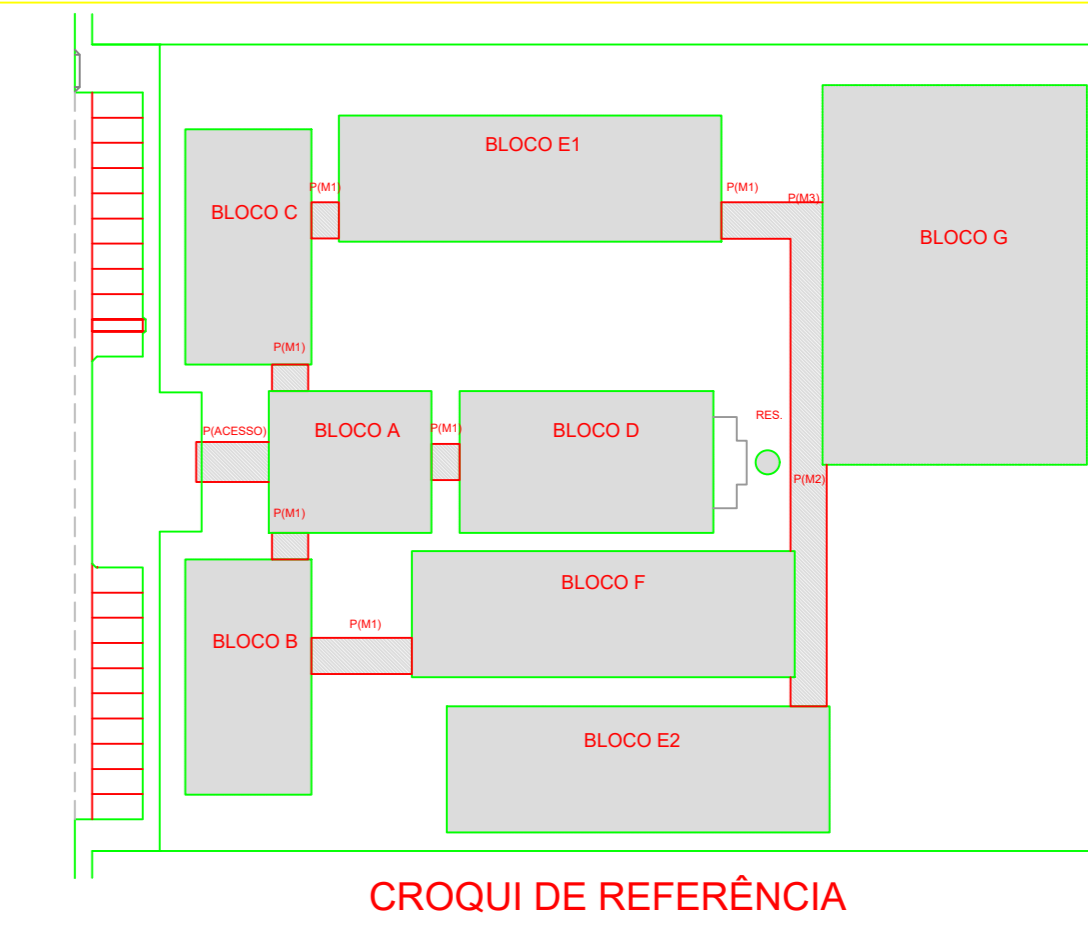 BLOCO E1
P(M1)
P(M1)
P(M3)
BLOCO C
BLOCO G
P(M1)
P(ACESSO)
BLOCO A
P(M1)
BLOCO D
RES.
P(M2)
P(M1)
BLOCO F
P(M1)
BLOCO B
BLOCO E2
CROQUI DE REFERÊNCIA